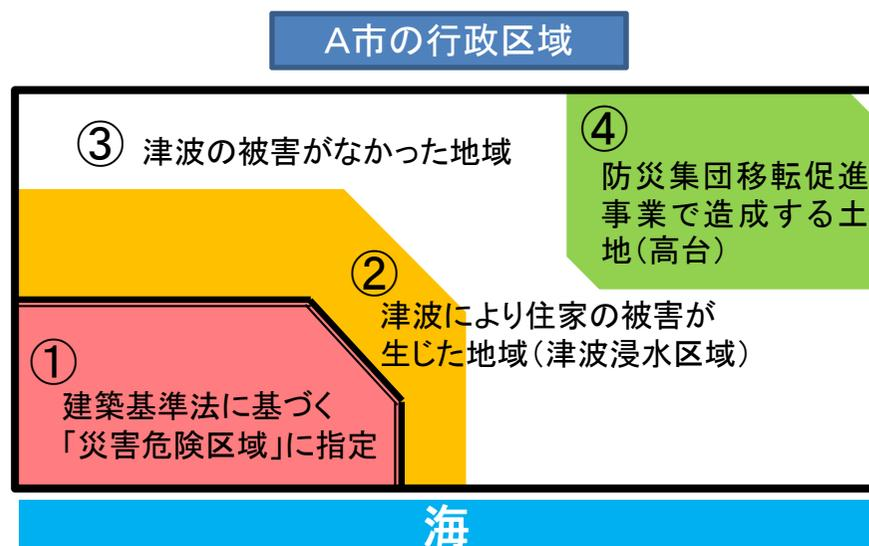 A市の行政区域
③ 津波の被害がなかった地域
④
防災集団移転促進
事業で造成する土
地(高台)
②
津波により住家の被害が
生じた地域(津波浸水区域)
①
建築基準法に基づく
「災害危険区域」に指定
海